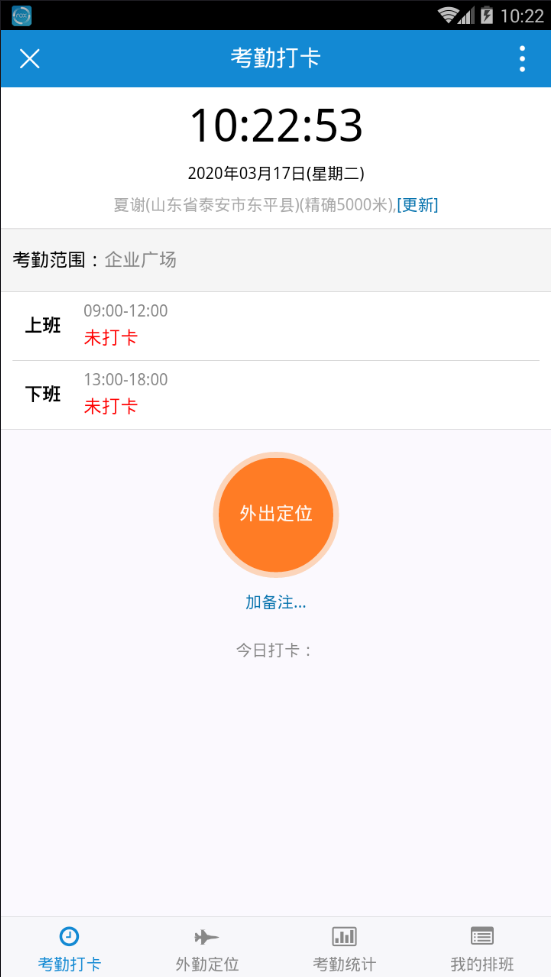 10:22
考勤打卡
10:22:53
2020年03月17日(星期二)
夏谢(山东省泰安市东平县)(精确5000米),[更新]
考勤范围：企业广场
上班
09:00-12:00
未打卡
下班
13:00-18:00
未打卡
外出定位
加备注...
今日打卡：
考勤打卡
外勤定位
考勤统计
我的排班